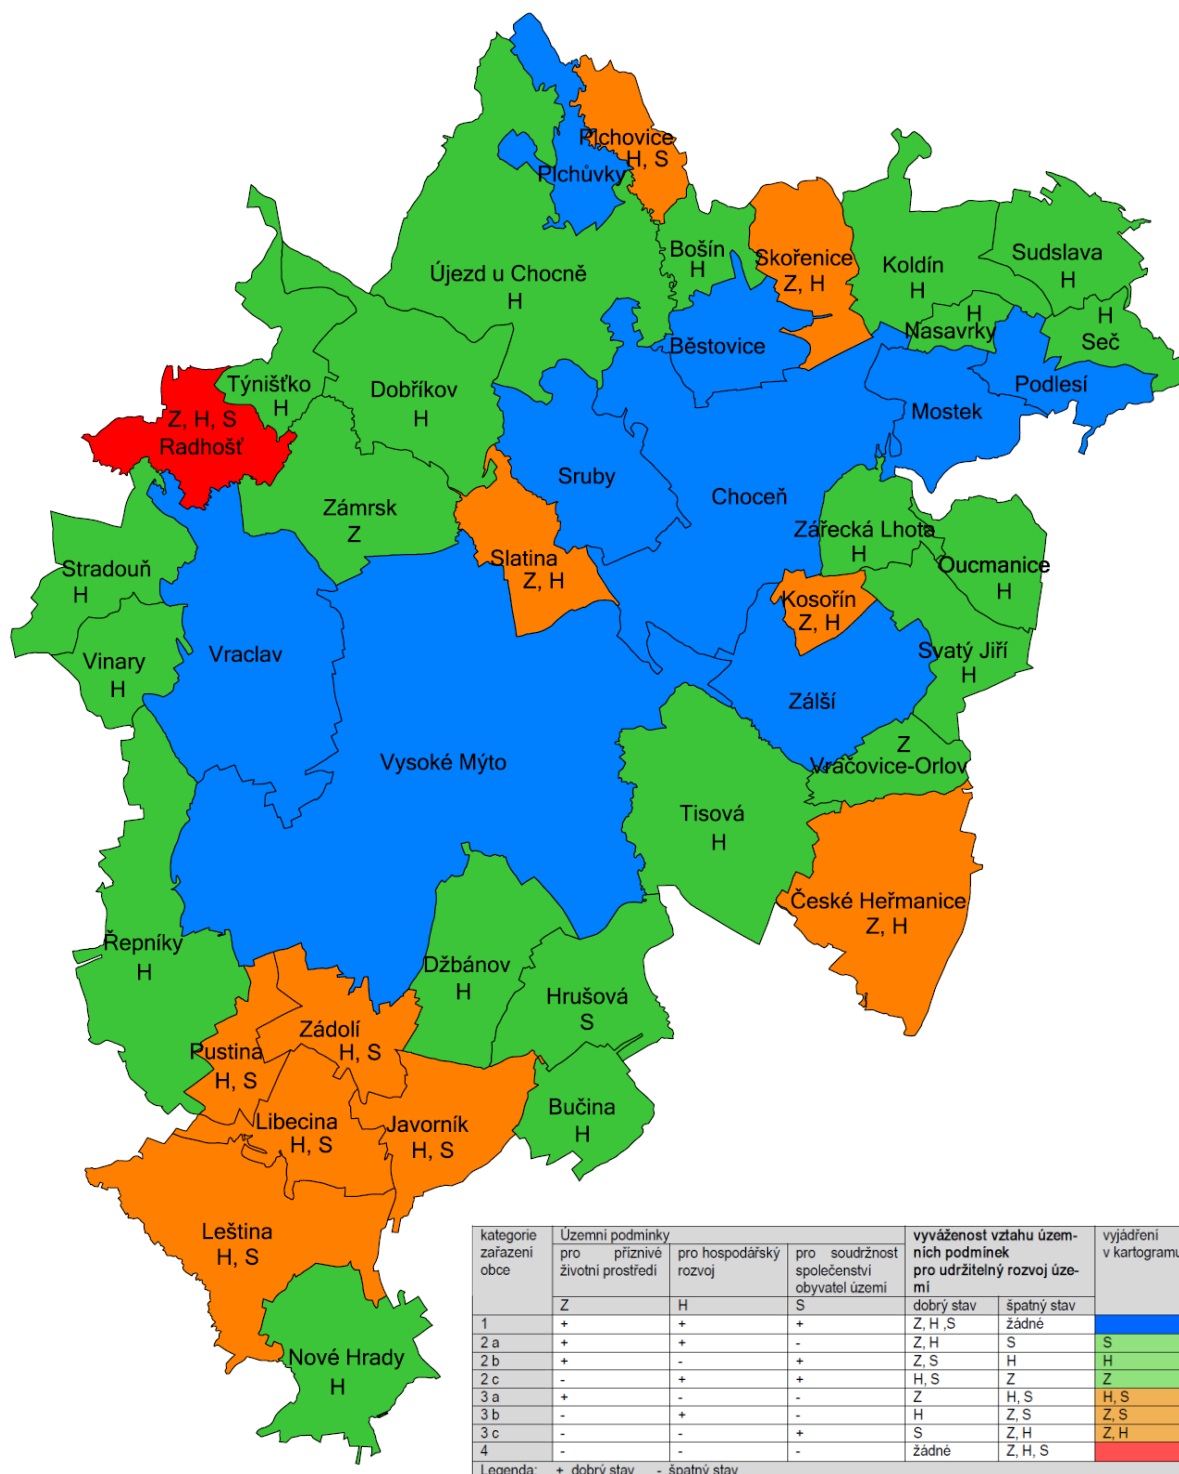 Plchovice
H, S
Plchůvky
Bošín
H
Skořenice
Z, H
Koldín
H
Sudslava
H
Újezd u Chocně
H
H
Nasavrky
H
Seč
Běstovice
Podlesí
Mostek
Týnišťko
H
Dobříkov
H
Z, H, S
Radhošť
Sruby
Choceň
Zámrsk
Z
Zářecká Lhota
H
Slatina
Z, H
Oucmanice
H
Stradouň
H
Kosořín
Z, H
Vinary
H
Vraclav
Svatý Jiří
H
Zálší
Z
Vračovice-Orlov
Vysoké Mýto
Tisová
H
České Heřmanice
Z, H
Řepníky
H
Džbánov
H
Hrušová
S
Zádolí
H, S
Pustina
H, S
Bučina
H
Libecina
H, S
Javorník
H, S
Leština
H, S
Nové Hrady
H
kategorie zařazení obce
Územní podmínky
vyváženost vztahu územ-
ních podmínek
pro udržitelný rozvoj úze-
mí
vyjádření
v kartogramu
pro příznivé
životní prostředí
pro hospodářský
rozvoj
pro soudržnost
společenství
obyvatel území
Z H S dobrý stav špatný stav
1 + + + Z, H ,S žádné
2 a + + - Z, H S S
2 b + - + Z, S H H
2 c - + + H, S Z Z
3 a + - - Z H, S H, S
3 b - + - H Z, S Z, S
3 c - - + S Z, H Z, H
4 - - - žádné Z, H, S
Legenda: + dobrý stav - špatný stav